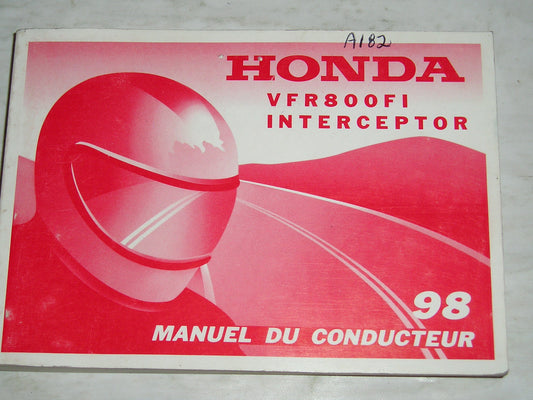 A182
HONDA
VFR800FI
INTERCEPTOR
98
MANUEL DU CONDUCTEUR